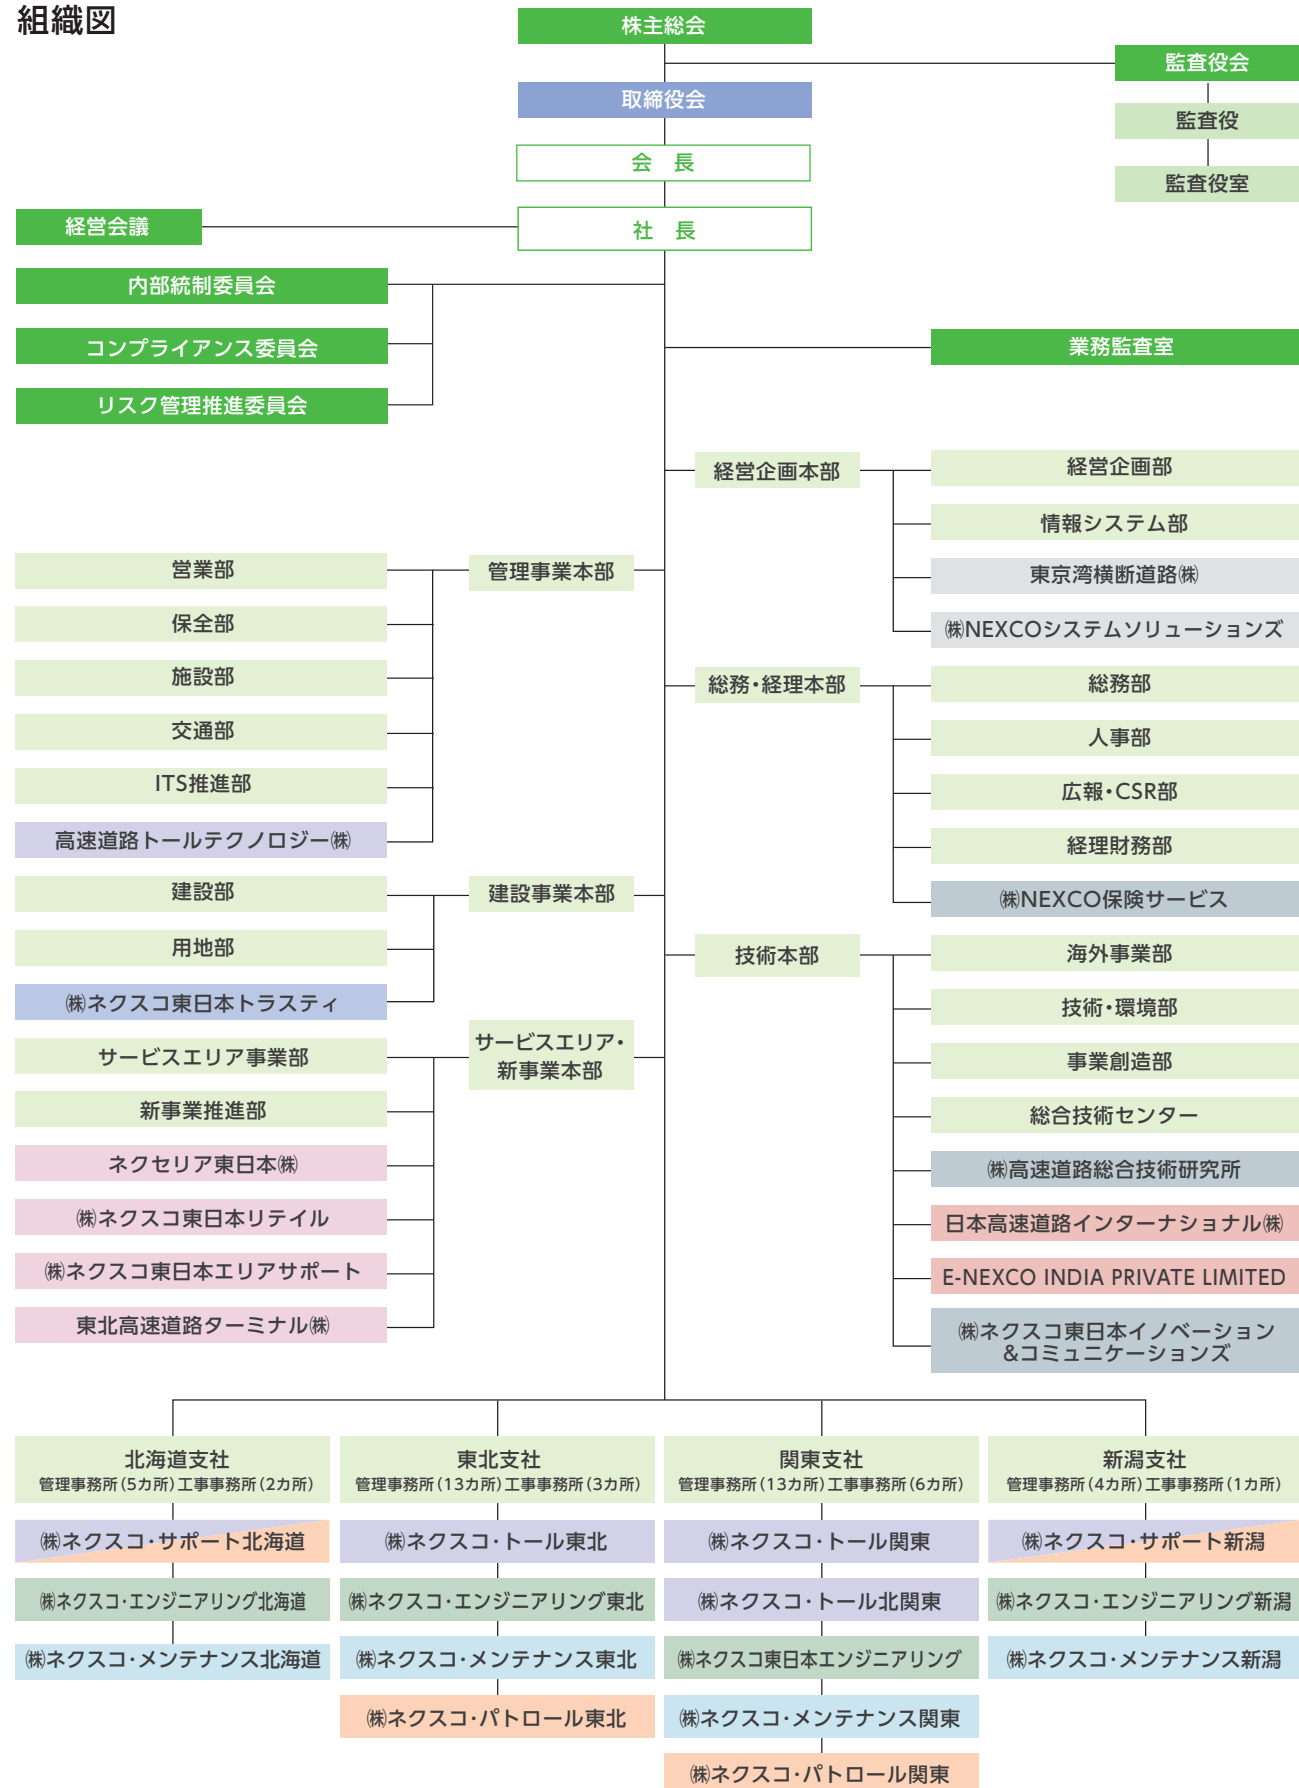 組織図
株主総会
監査役会
取締役会
監査役
会　長
監査役室
経営会議
社　長
内部統制委員会
コンプライアンス委員会
業務監査室
リスク管理推進委員会
経営企画本部
経営企画部
情報システム部
東京湾横断道路㈱
㈱NEXCOシステムソリューションズ
管理事業本部
営業部
保全部
施設部
交通部
ITS推進部
高速道路トールテクノロジー㈱
総務・経理本部
総務部
人事部
広報・CSR部
経理財務部
㈱NEXCO保険サービス
建設事業本部
建設部
用地部
㈱ネクスコ東日本トラスティ
技術本部
海外事業部
技術・環境部
事業創造部
総合技術センター
㈱高速道路総合技術研究所
日本高速道路インターナショナル㈱
E-NEXCO INDIA PRIVATE LIMITED
㈱ネクスコ東日本イノベーション
&コミュニケーションズ
サービスエリア・
新事業本部
サービスエリア事業部
新事業推進部
ネクセリア東日本㈱
㈱ネクスコ東日本リテイル
㈱ネクスコ東日本エリアサポート
東北高速道路ターミナル㈱
北海道支社
管理事務所（5カ所）工事事務所（2カ所）
㈱ネクスコ・サポート北海道
㈱ネクスコ・エンジニアリング北海道
㈱ネクスコ・メンテナンス北海道
東北支社
管理事務所（13カ所）工事事務所（3カ所）
㈱ネクスコ・トール東北
㈱ネクスコ・エンジニアリング東北
㈱ネクスコ・メンテナンス東北
㈱ネクスコ・パトロール東北
関東支社
管理事務所（13カ所）工事事務所（6カ所）
㈱ネクスコ・トール関東
㈱ネクスコ・トール北関東
㈱ネクスコ東日本エンジニアリング
㈱ネクスコ・メンテナンス関東
㈱ネクスコ・パトロール関東
新潟支社
管理事務所（4カ所）工事事務所（1カ所）
㈱ネクスコ・サポート新潟
㈱ネクスコ・エンジニアリング新潟
㈱ネクスコ・メンテナンス新潟